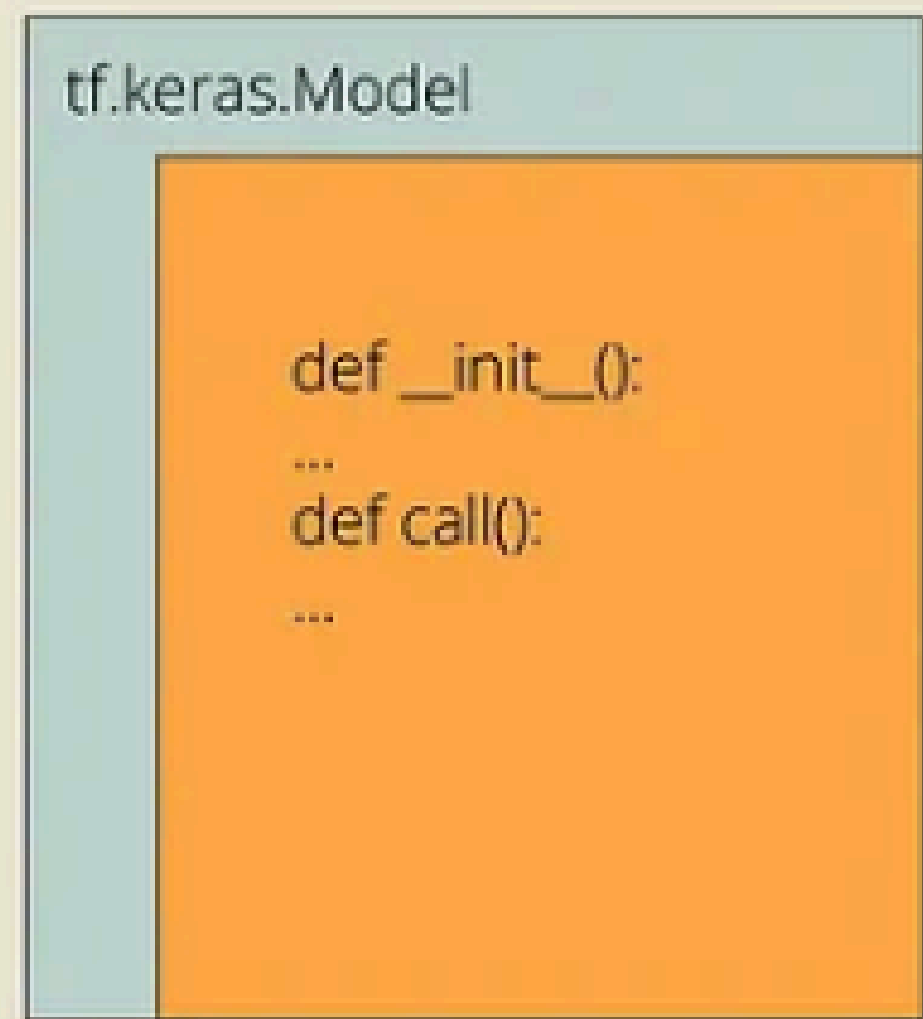 tf.keras.Model
def __init__():
...
def call():
...